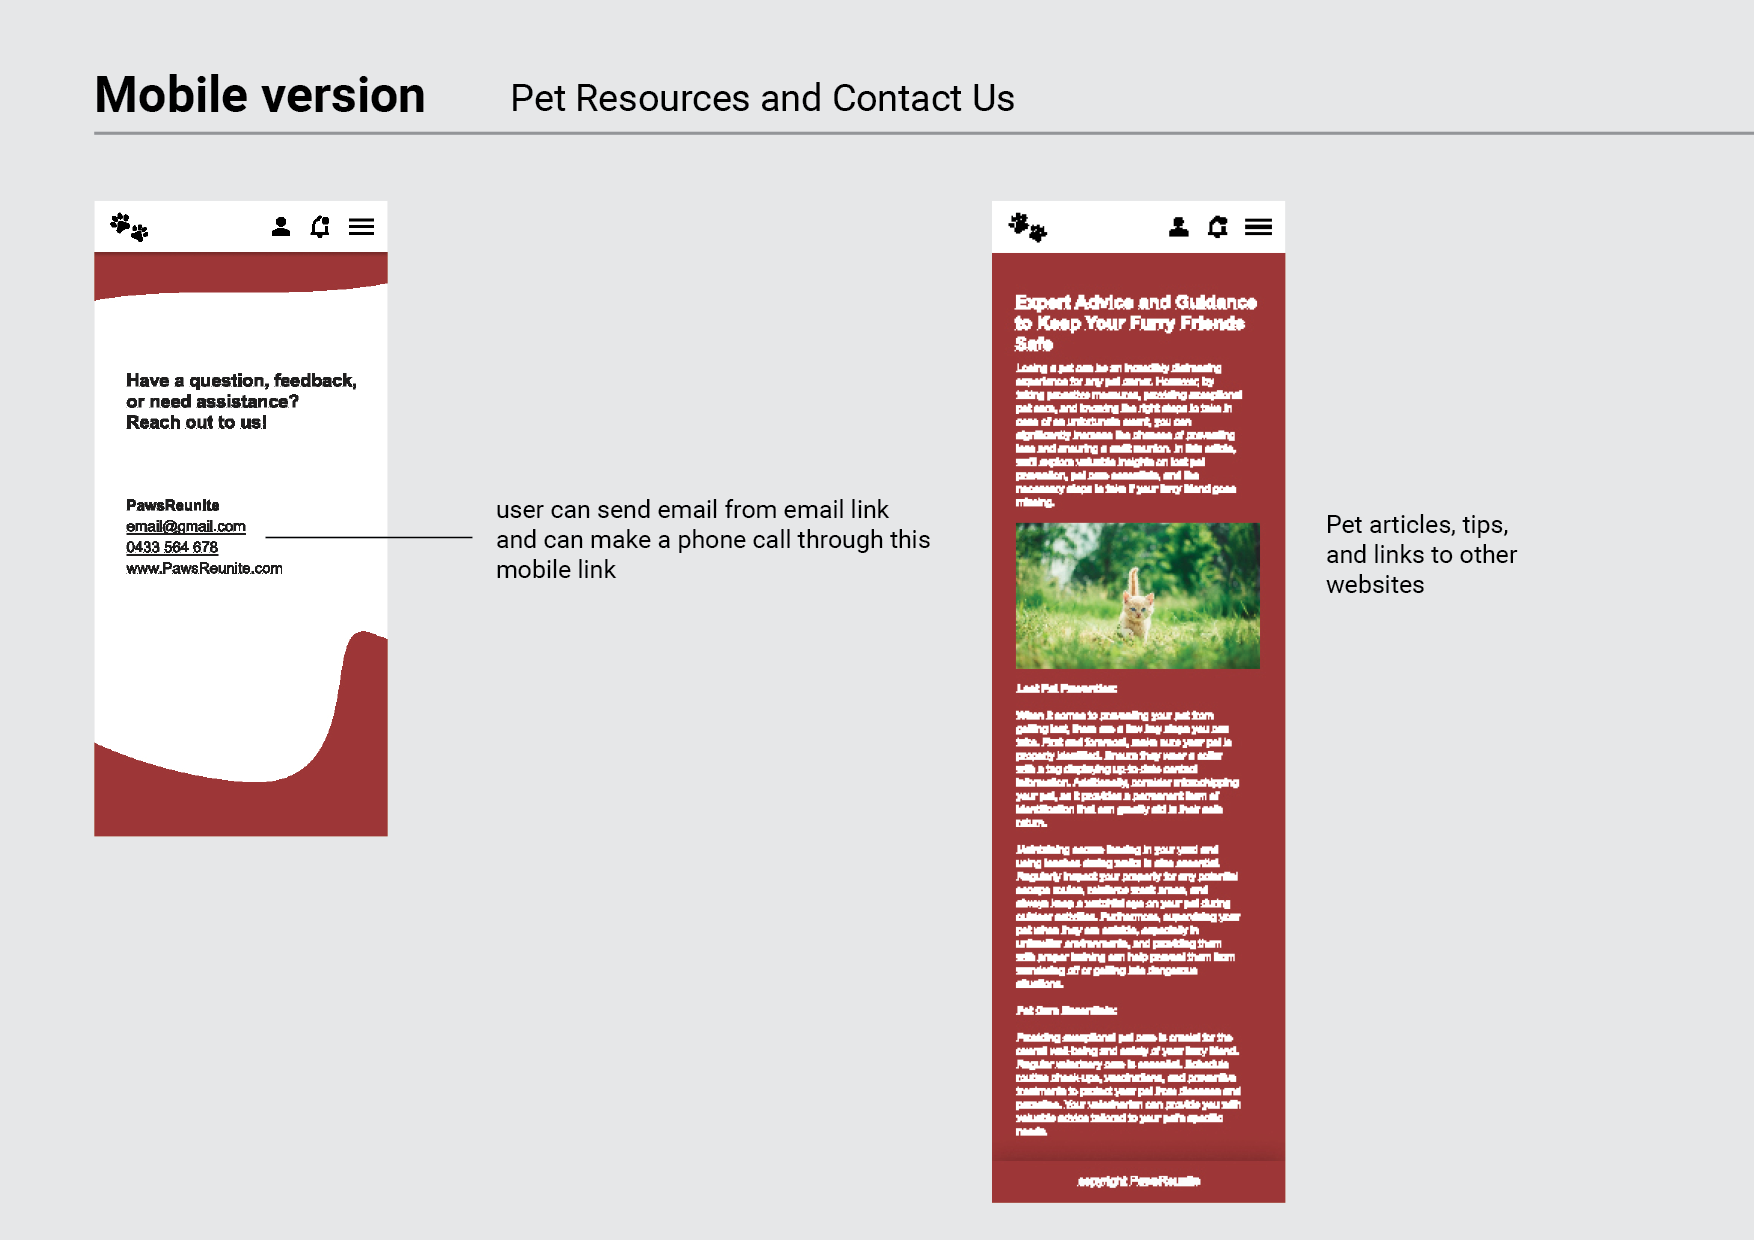 Mobile version
Pet Resources and Contact Us
Have a question, feedback,
or need assistance?
Reach out to us!
PawsReunite
email@gmail.com
0433 564 678
www.PawsReunite.com
user can send email from email link
and can make a phone call through this
mobile link
Expert Advice and Guidance
to Keep Your Furry Friends
Safe
Losing a pet can be an incredibly distressing
experience for any pet owner. However, by
taking proactive measures, providing exceptional
pet care, and knowing the right steps to take in
case of an unfortunate event, you can
significantly increase the chances of preventing
loss and ensuring a swift reunion. In this article,
we'll explore valuable insights on lost pet
prevention, pet care essentials, and the
necessary steps to take if your furry friend goes
missing.
Lost Pet Prevention:
When it comes to preventing your pet from
getting lost, there are a few key steps you can
take. First and foremost, make sure your pet is
properly identified. Ensure they wear a collar
with a tag displaying up-to-date contact
information. Additionally, consider microchipping
your pet, as it provides a permanent form of
identification that can greatly aid in their safe
return.
Maintaining secure fencing in your yard and
using leashes during walks is also essential.
Regularly inspect your property for any potential
escape routes, reinforce weak areas, and
always keep a watchful eye on your pet during
outdoor activities. Furthermore, supervising your
pet when they are outside, especially in
unfamiliar environments, and providing them
with proper training can help prevent them from
wandering off or getting into dangerous
situations.
Pet Care Essentials:
Providing exceptional pet care is crucial for the
overall well-being and safety of your furry friend.
Regular veterinary care is essential. Schedule
routine check-ups, vaccinations, and preventive
treatments to protect your pet from diseases and
parasites. Your veterinarian can provide you with
valuable advice tailored to your pet's specific
needs.
copyright PawsReunite
Pet articles, tips,
and links to other
websites